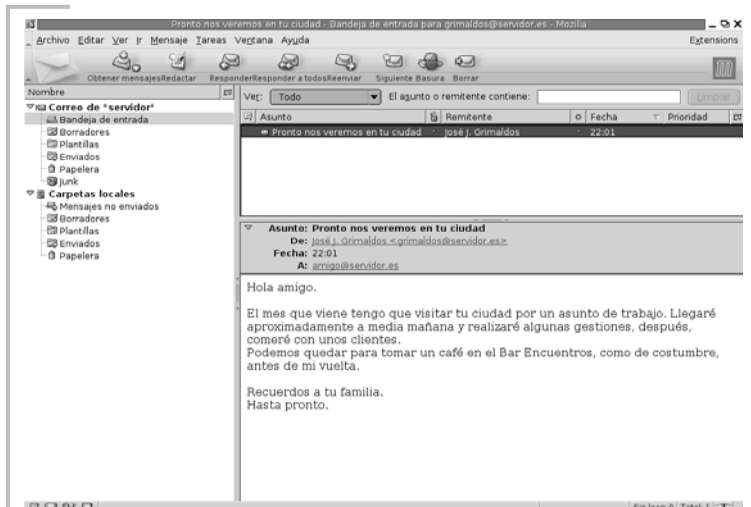 Pronto nos veremos en tu ciudad - Bandeja de entrada para grimaldos@servidor.es - Mozilla
Archivo Editar Ver Ir Mensaje Tareas Ventana Ayuda Extensions
Obtener mensajes Redactar Responder Responder a todos Reenviar Siguiente Basura Borrar
Nombre
Correo de "servidor"
Bandeja de entrada
Borradores
Plantillas
Enviados
Papelera
Junk
Carpetas locales
Mensajes no enviados
Borradores
Plantillas
Enviados
Papelera
Ver: Todo El asunto o remitente contiene: Limpiar
Asunto Remitente Fecha Prioridad
Pronto nos veremos en tu ciudad José J. Grimaldos 22:01
Asunto: Pronto nos veremos en tu ciudad
De: José J. Grimaldos <grimaldos@servidor.es>
Fecha: 22:01
A: amigo@servidor.es
Hola amigo.
El mes que viene tengo que visitar tu ciudad por un asunto de trabajo. Llegaré
aproximadamente a media mañana y realizaré algunas gestiones, después,
comeré con unos clientes.
Podemos quedar para tomar un café en el Bar Encuentros, como de costumbre,
antes de mi vuelta.
Recuerdos a tu familia.
Hasta pronto.